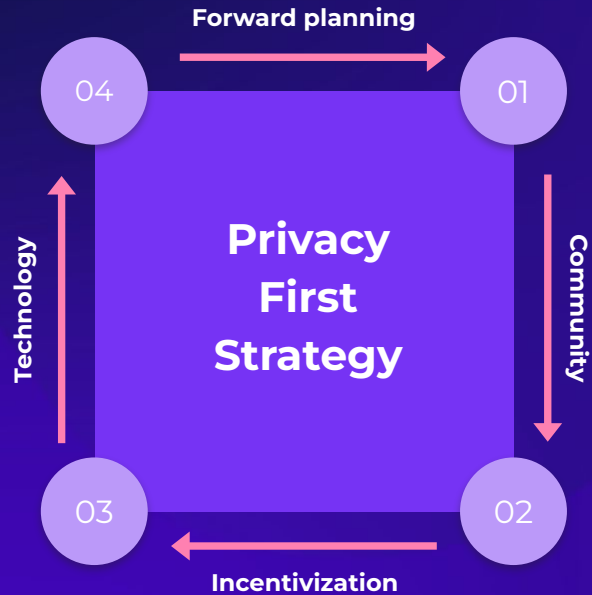 Forward planning
04
01
Privacy
First
Strategy
Technology
Community
03
02
Incentivization